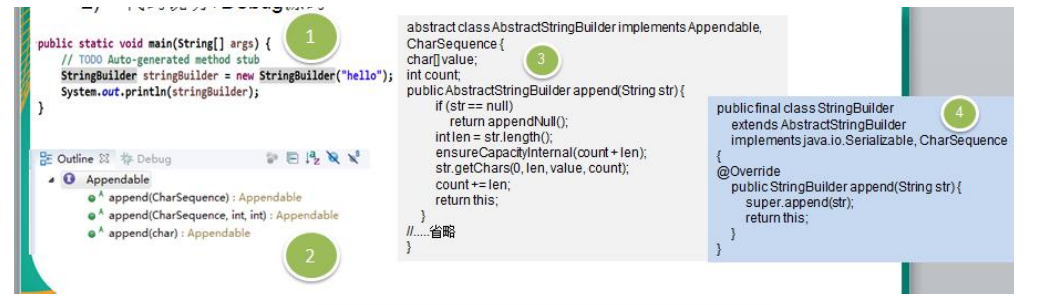 public static void main(String[] args) {
// TODO Auto-generated method stub
StringBuilder stringBuilder = new StringBuilder("hello");
System.out.println(stringBuilder);
}
1
Outline
Debug
Appendable
append(CharSequence) : Appendable
append(CharSequence, int, int) : Appendable
append(char) : Appendable
2
abstract class AbstractStringBuilder implements Appendable,
CharSequence {
char[] value;
int count;
public AbstractStringBuilder append(String str) {
if (str == null)
return appendNull();
int len = str.length();
ensureCapacityInternal(count + len);
str.getChars(0, len, value, count);
count += len;
return this;
}
//.....省略
}
3
public final class StringBuilder
extends AbstractStringBuilder
implements java.io.Serializable, CharSequence
{
@Override
public StringBuilder append(String str) {
super.append(str);
return this;
}
}
4